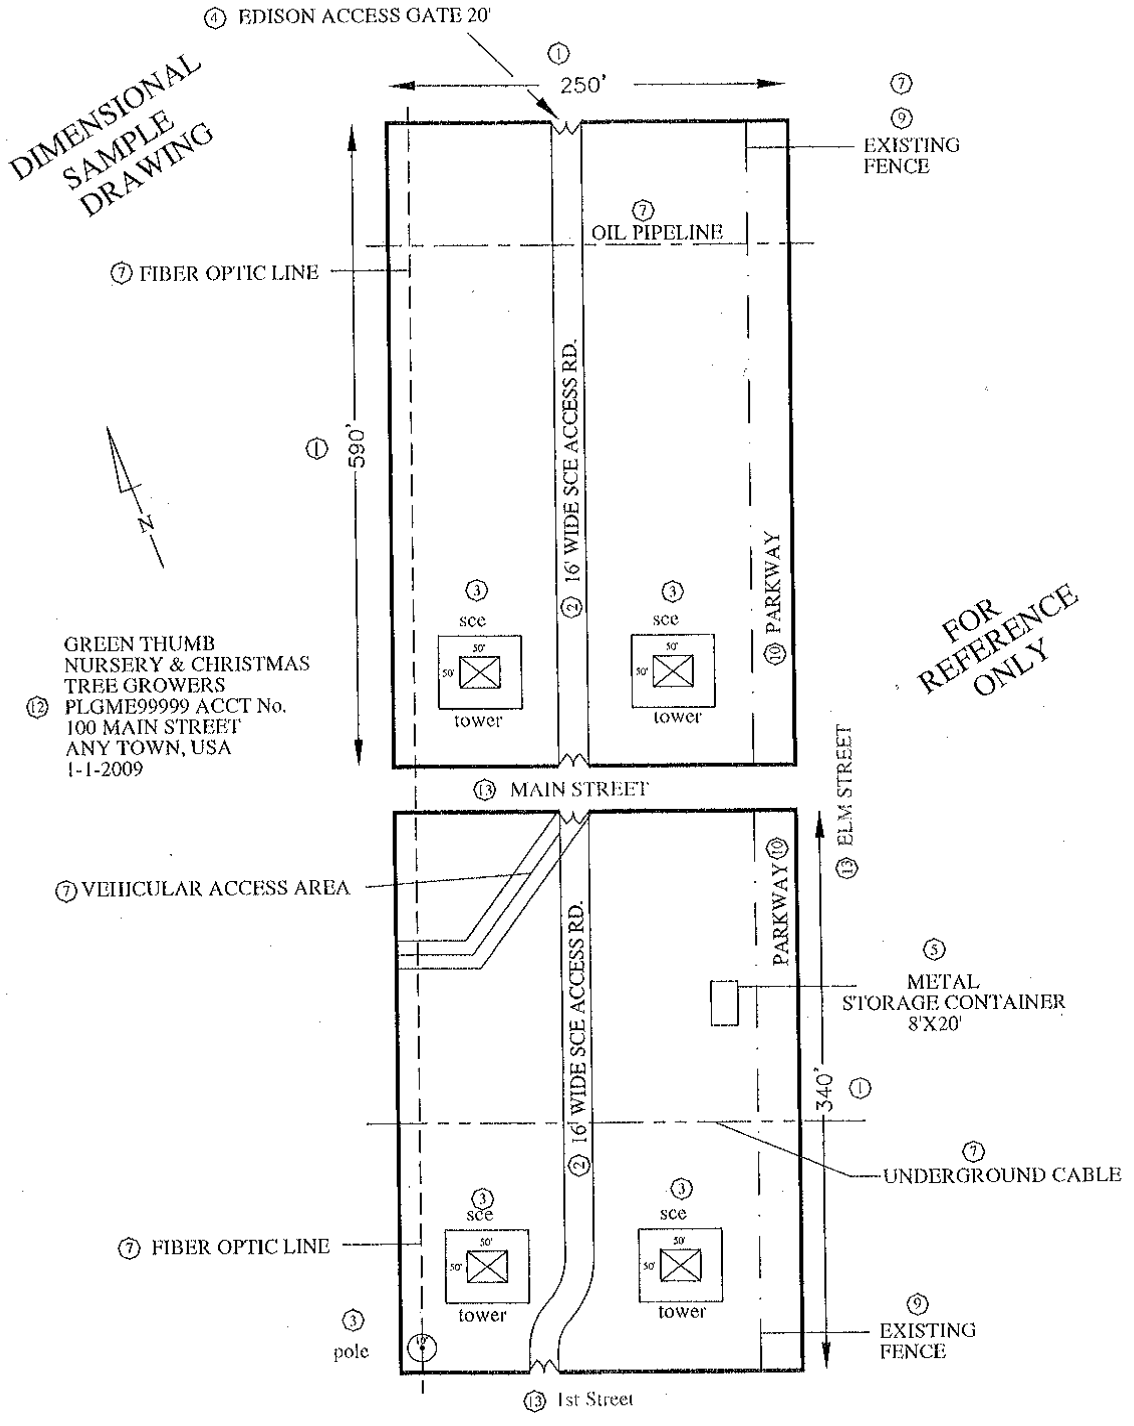 ④ EDISON ACCESS GATE 20'
DIMENSIONAL
SAMPLE
DRAWING
①
250'
⑦
⑨
EXISTING
FENCE
⑦
OIL PIPELINE
⑦ FIBER OPTIC LINE
①
590'
② 16' WIDE SCE ACCESS RD.
N
⑩ PARKWAY
③
sce
50'
50'
tower
③
sce
50'
50'
tower
FOR
REFERENCE
ONLY
GREEN THUMB
NURSERY & CHRISTMAS
TREE GROWERS
⑫ PLGME99999 ACCT No.
100 MAIN STREET
ANY TOWN, USA
1-1-2009
⑬ MAIN STREET
⑬ ELM STREET
PARKWAY ⑩
⑦ VEHICULAR ACCESS AREA
② 16' WIDE SCE ACCESS RD.
⑤
METAL
STORAGE CONTAINER
8'X20'
340'
①
⑦
UNDERGROUND CABLE
③
sce
50'
50'
tower
③
sce
50'
50'
tower
⑦ FIBER OPTIC LINE
③
pole
10'
⑨
EXISTING
FENCE
⑬ 1st Street